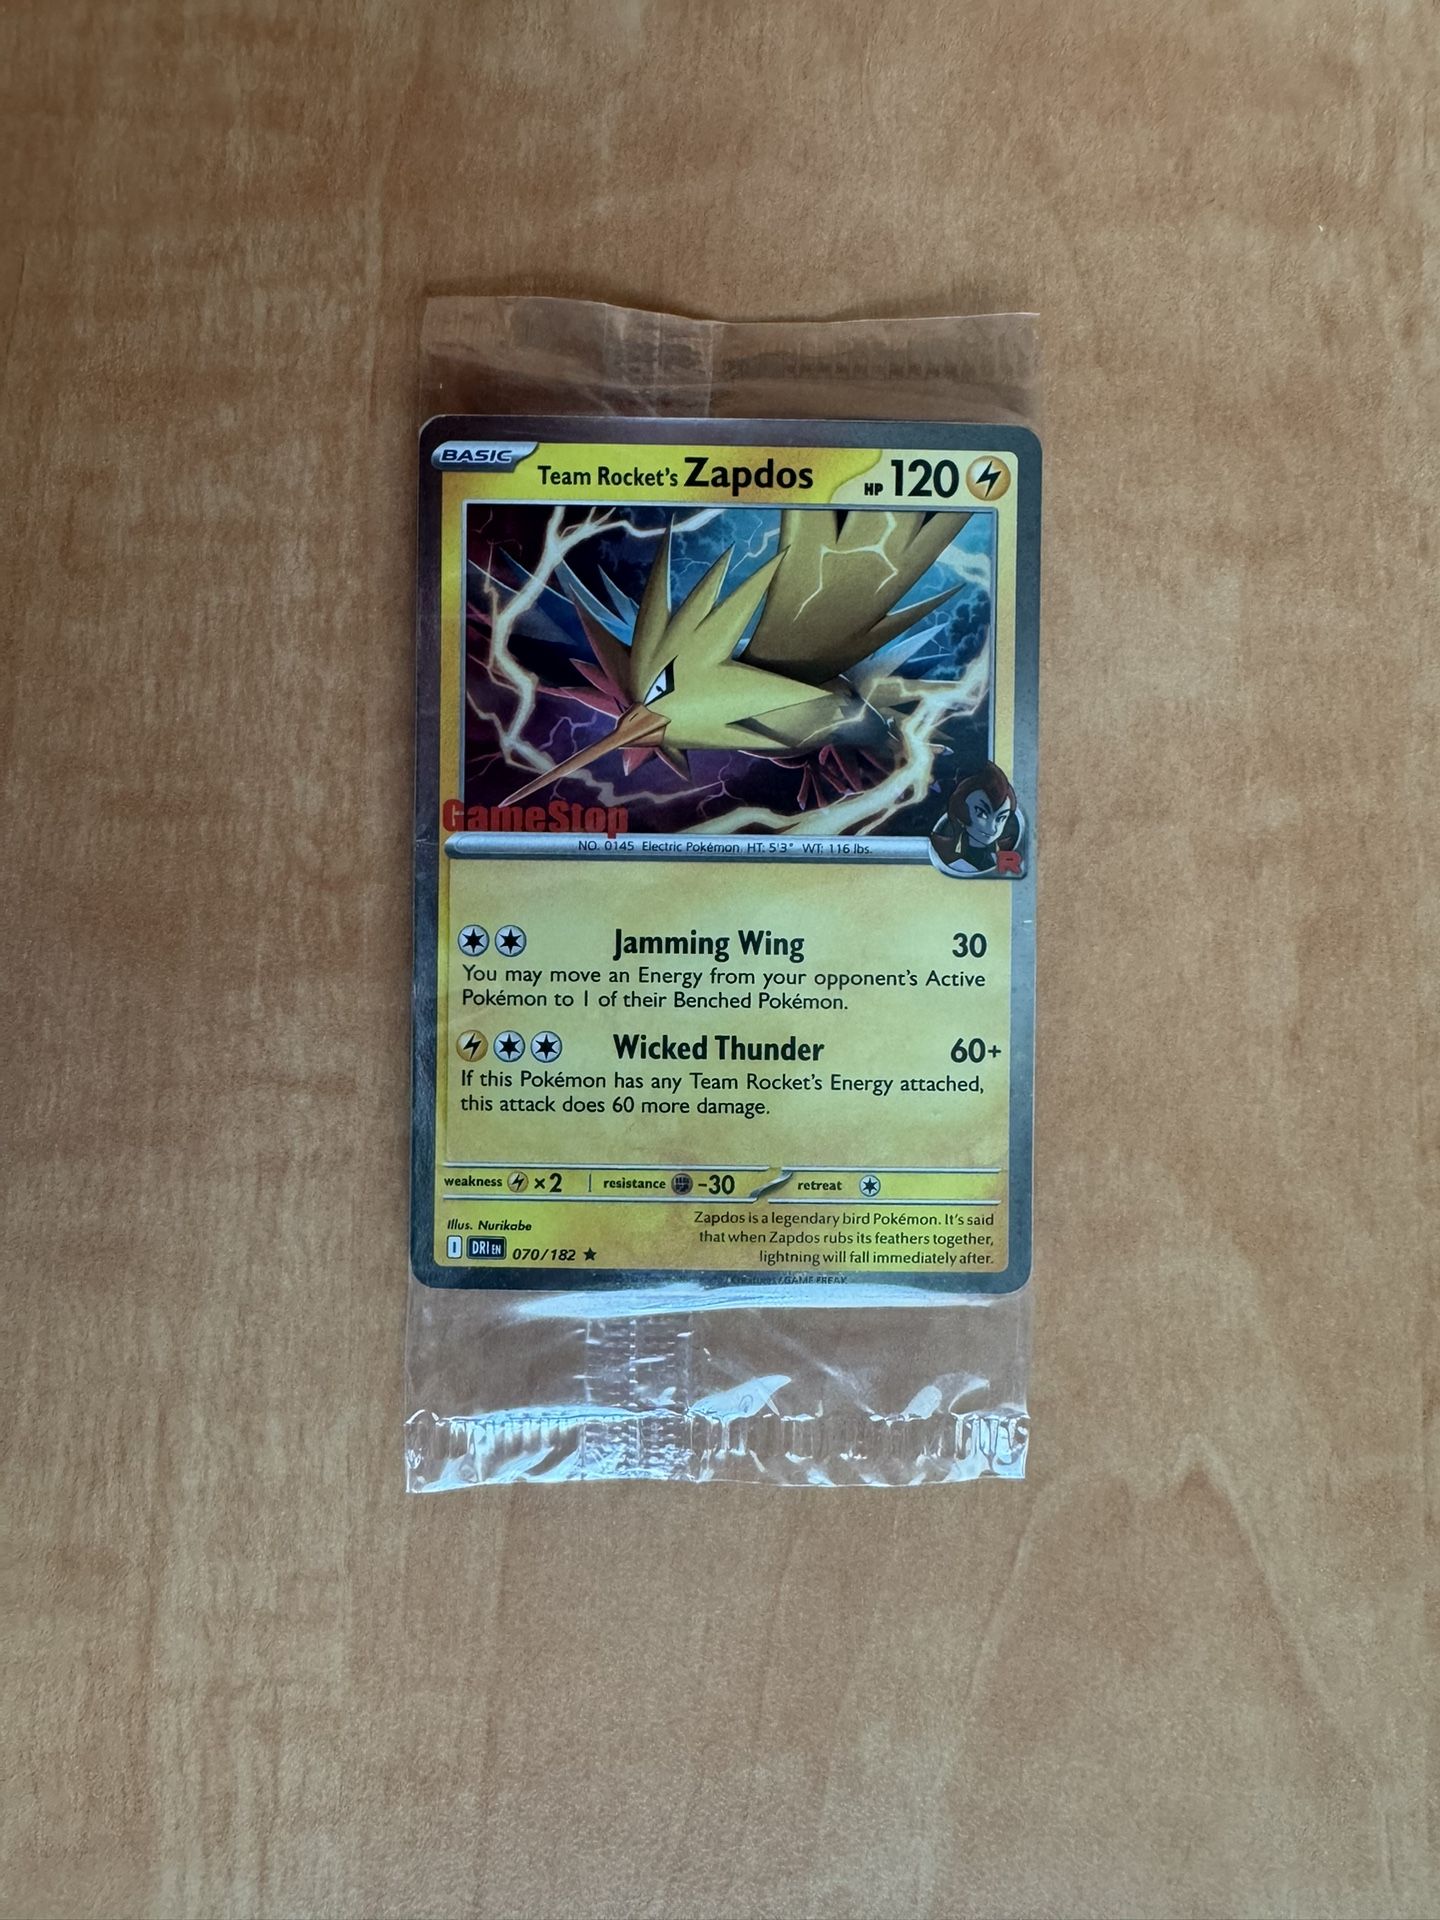 BASIC
Team Rocket's Zapdos HP 120
GameStop
NO. 0145 Electric Pokémon HT: 5'3" WT: 116 lbs.
R
Jamming Wing 30
You may move an Energy from your opponent's Active
Pokémon to 1 of their Benched Pokémon.
Wicked Thunder 60+
If this Pokémon has any Team Rocket's Energy attached,
this attack does 60 more damage.
weakness ×2 resistance -30 retreat
Illus. Nurikabe
I DRI EN 070/182 ★
Zapdos is a legendary bird Pokémon. It's said
that when Zapdos rubs its feathers together,
lightning will fall immediately after.
Creatures / GAME FREAK